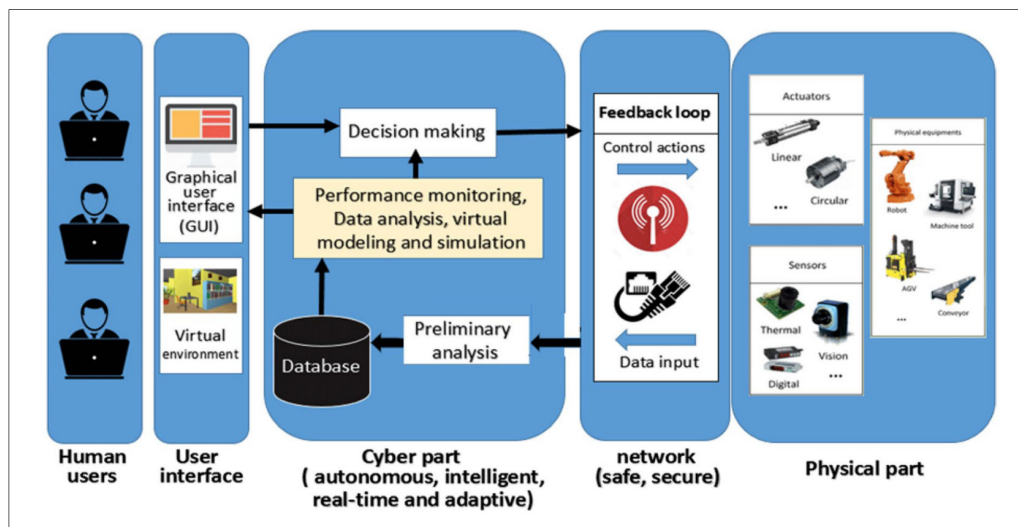 Graphical
user
interface
(GUI)
Virtual
environment
Decision making
Performance monitoring,
Data analysis, virtual
modeling and simulation
Database
Preliminary
analysis
Feedback loop
Control actions
Data input
Actuators
Linear
...
Circular
Sensors
Thermal
Vision
Digital
...
Physical equipments
Robot
Machine tool
AGV
Conveyor
...
Human
users
User
interface
Cyber part
( autonomous, intelligent,
real-time and adaptive)
network
(safe, secure)
Physical part